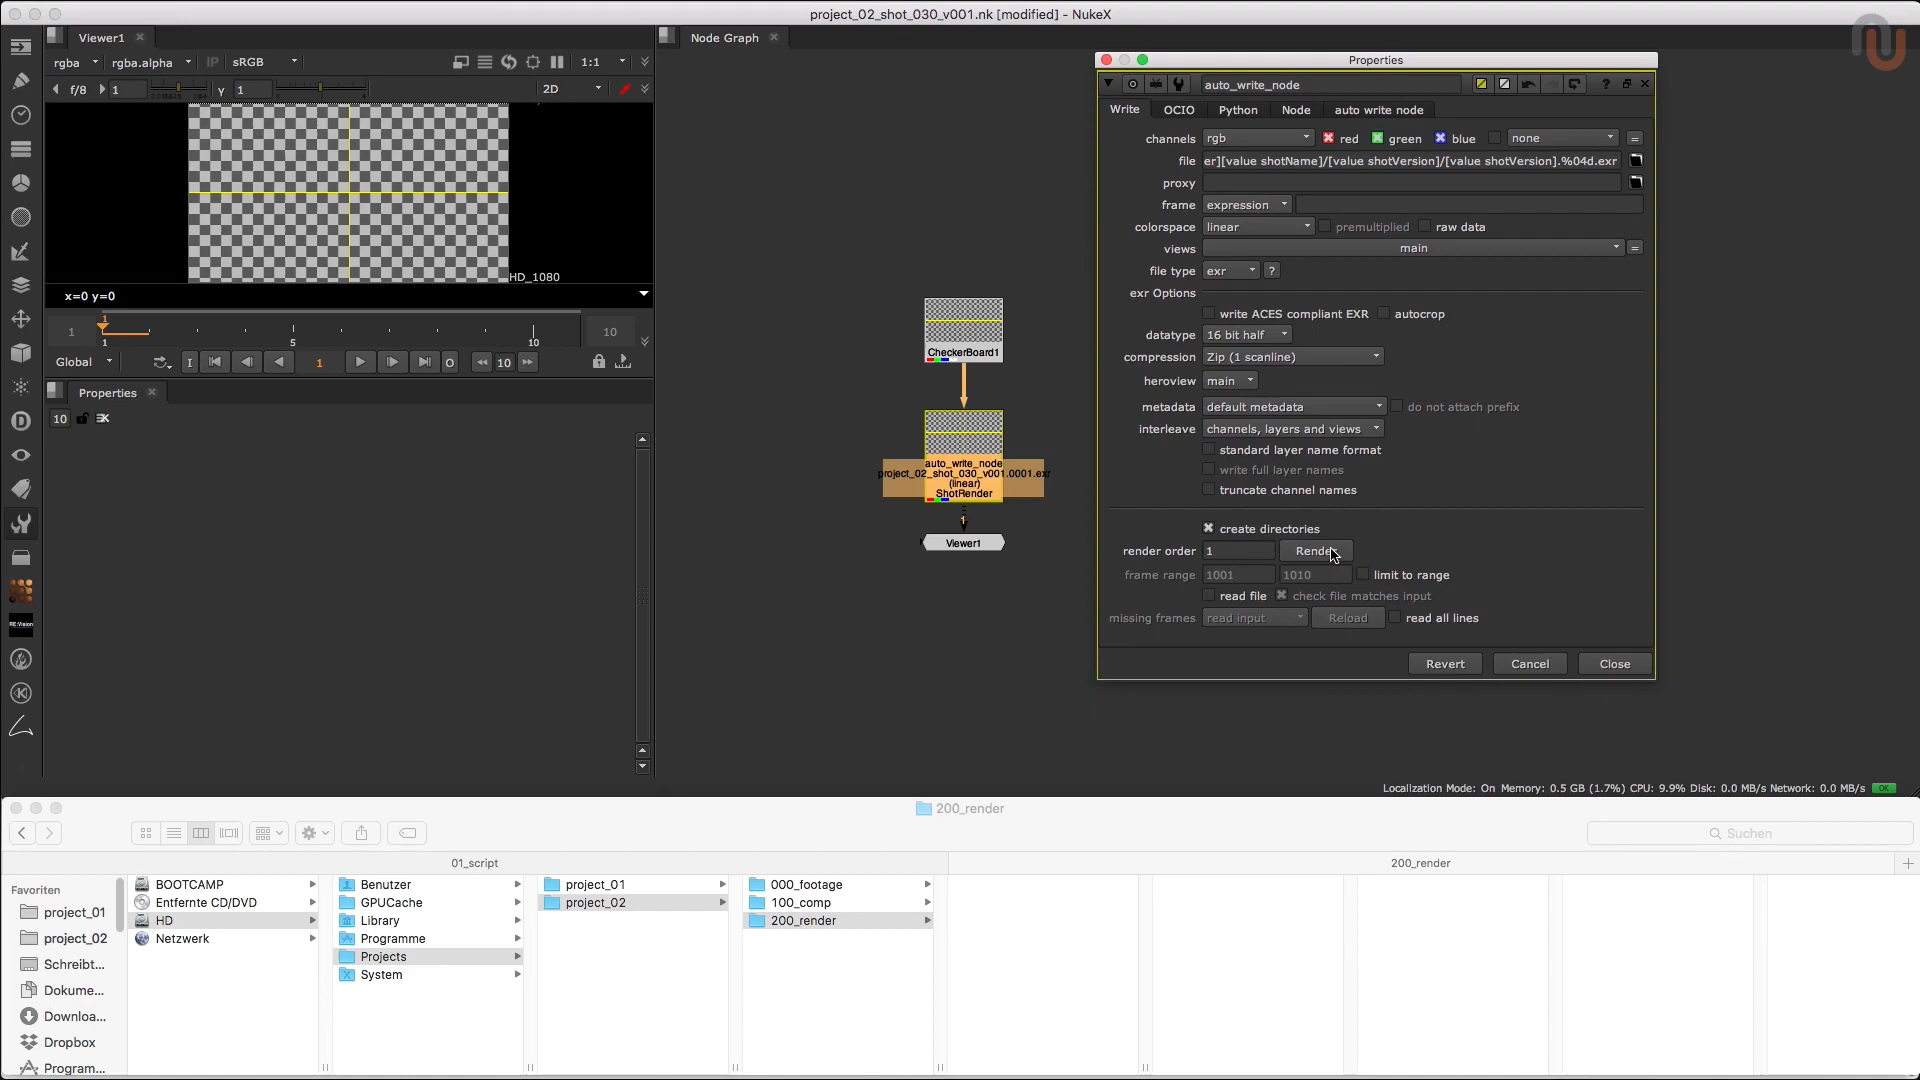 project_02_shot_030_v001.nk [modified] - NukeX
Viewer1
rgba rgba.alpha IP sRGB 1:1
f/8 1 γ 1 2D
HD_1080
x=0 y=0
1 1 10
1 5 10
Global I 1 O 10
Properties
10
Node Graph
CheckerBoard1
auto_write_node
project_02_shot_030_v001.0001.exr
(linear)
ShotRender
1
Viewer1
Properties
auto_write_node
Write OCIO Python Node auto write node
channels rgb red green blue none =
file er][value shotName]/[value shotVersion]/[value shotVersion].%04d.exr
proxy
frame expression
colorspace linear premultiplied raw data
views main =
file type exr ?
exr Options
write ACES compliant EXR autocrop
datatype 16 bit half
compression Zip (1 scanline)
heroview main
metadata default metadata do not attach prefix
interleave channels, layers and views
standard layer name format
write full layer names
truncate channel names
create directories
render order 1 Render
frame range 1001 1010 limit to range
read file check file matches input
missing frames read input Reload read all lines
Revert Cancel Close
RE:Vision
Localization Mode: On Memory: 0.5 GB (1.7%) CPU: 9.9% Disk: 0.0 MB/s Network: 0.0 MB/s OK
200_render
Suchen
01_script 200_render
Favoriten
project_01
project_02
Schreibt...
Dokume...
Downloa...
Dropbox
Program...
BOOTCAMP
Entfernte CD/DVD
HD
Netzwerk
Benutzer
GPUCache
Library
Programme
Projects
System
project_01
project_02
000_footage
100_comp
200_render